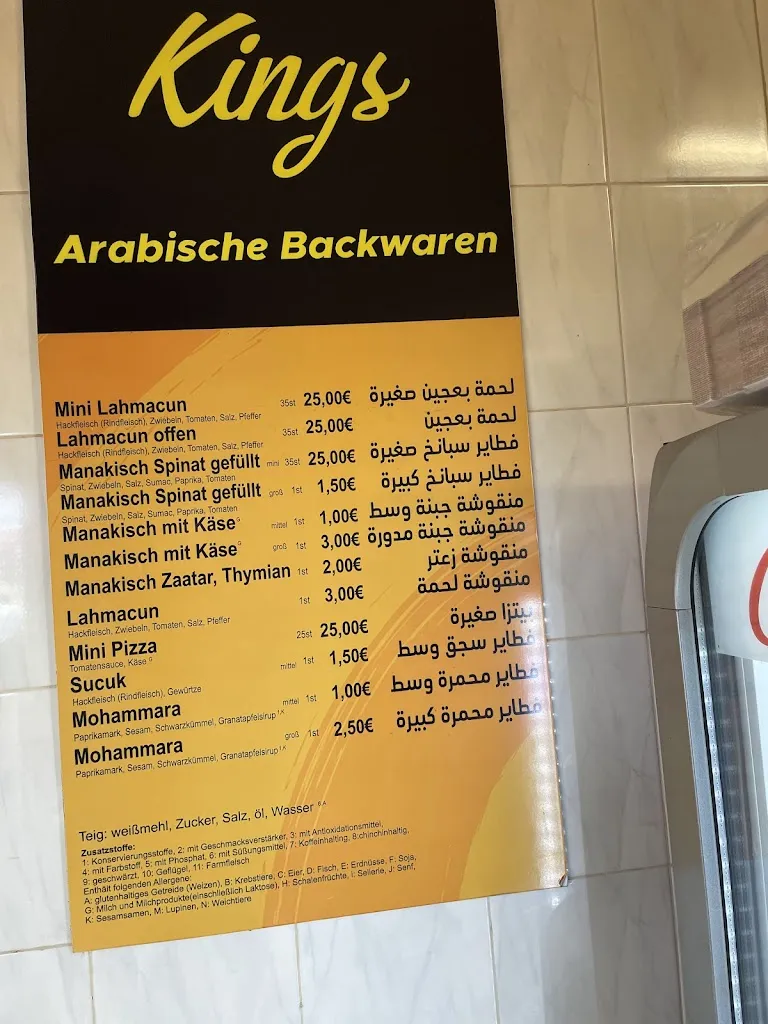 Kings
Arabische Backwaren
Mini Lahmacun 35st 25,00€ لحمة بعجين صغيرة
Hackfleisch (Rindfleisch), Zwiebeln, Tomaten, Salz, Pfeffer
Lahmacun offen 35st 25,00€ لحمة بعجين
Hackfleisch (Rindfleisch), Zwiebeln, Tomaten, Salz, Pfeffer
Manakisch Spinat gefüllt mini 35st 25,00€ فطاير سبانخ صغيرة
Spinat, Zwiebeln, Salz, Sumac, Paprika, Tomaten
Manakisch Spinat gefüllt groß 1st 1,50€ فطاير سبانخ كبيرة
Spinat, Zwiebeln, Salz, Sumac, Paprika, Tomaten
Manakisch mit Käse G mittel 1st 1,00€ منقوشة جبنة وسط
Manakisch mit Käse G groß 1st 3,00€ منقوشة جبنة مدورة
Manakisch Zaatar, Thymian 1st 2,00€ منقوشة زعتر
Lahmacun 1st 3,00€ منقوشة لحمة
Hackfleisch, Zwiebeln, Tomaten, Salz, Pfeffer
Mini Pizza 25st 25,00€ بيتزا صغيرة
Tomatensauce, Käse G
Sucuk mittel 1st 1,50€ فطاير سجق وسط
Hackfleisch (Rindfleisch), Gewürtze
Mohammara mittel 1st 1,00€ فطاير محمرة وسط
Paprikamark, Sesam, Schwarzkümmel, Granatapfelsirup I,K
Mohammara groß 1st 2,50€ فطاير محمرة كبيرة
Paprikamark, Sesam, Schwarzkümmel, Granatapfelsirup I,K
Teig: weißmehl, Zucker, Salz, öl, Wasser
Zusatzstoffe:
1: Konservierungsstoffe, 2: mit Geschmacksverstärker, 3: mit Antioxidationsmittel,
4: mit Farbstoff, 5: mit Phosphat, 6: mit Süßungsmittel, 7: Koffeinhaltig, 8:chinchinhaltig,
9: geschwärzt, 10: Geflügel, 11: Farmfleisch
Enthält folgenden Allergene:
A: glutenhaltiges Getreide (Weizen), B: Krebstiere, C: Eier, D: Fisch, E: Erdnüsse, F: Soja,
G: Milch und Milchprodukte(einschließlich Laktose), H: Schalenfrüchte, I: Sellerie, J: Senf,
K: Sesamsamen, M: Lupinen, N: Weichtiere